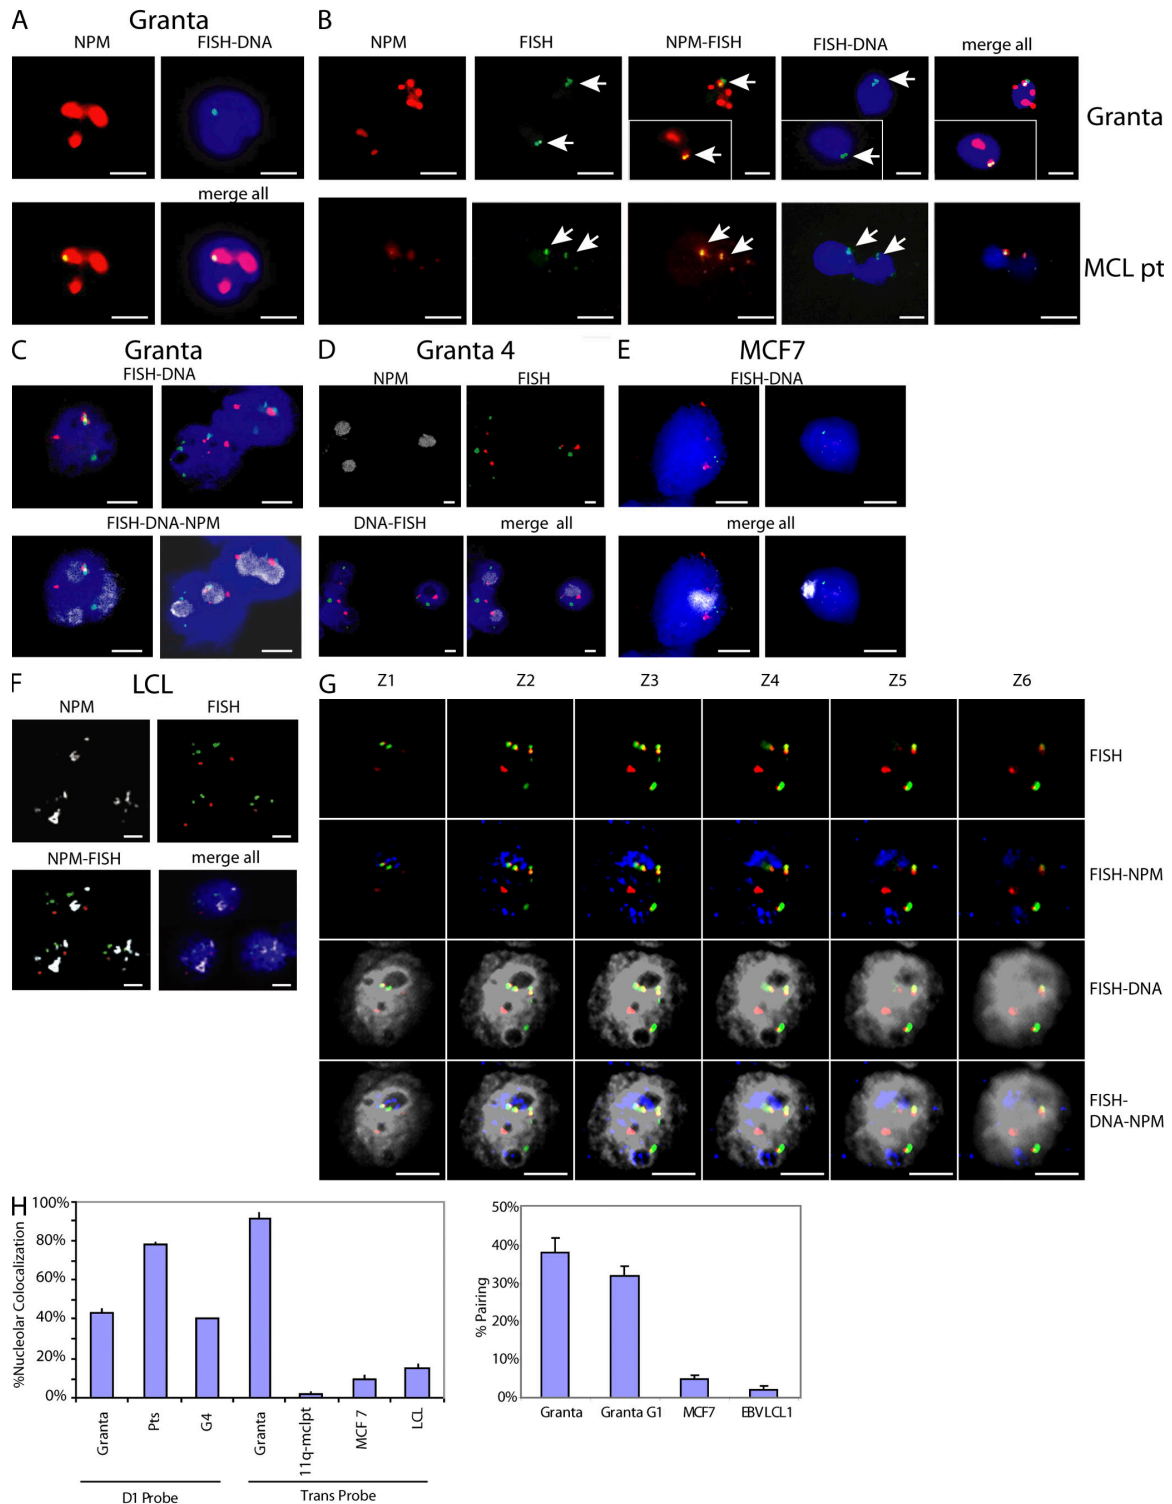 A
Granta
NPM
FISH-DNA
merge all
B
NPM
FISH
NPM-FISH
FISH-DNA
merge all
Granta
MCL pt
C
Granta
FISH-DNA
FISH-DNA-NPM
D
Granta 4
NPM
FISH
DNA-FISH
merge all
E
MCF7
FISH-DNA
merge all
F
LCL
NPM
FISH
NPM-FISH
merge all
G
Z1
Z2
Z3
Z4
Z5
Z6
FISH
FISH-NPM
FISH-DNA
FISH-
DNA-NPM
H
%Nucleolar Colocalization
100%
80%
60%
40%
20%
0%
Granta
Pts
G4
Granta
11q-mclpt
MCF 7
LCL
D1 Probe
Trans Probe
% Pairing
50%
40%
30%
20%
10%
0%
Granta
Granta G1
MCF7
EBVLCL1